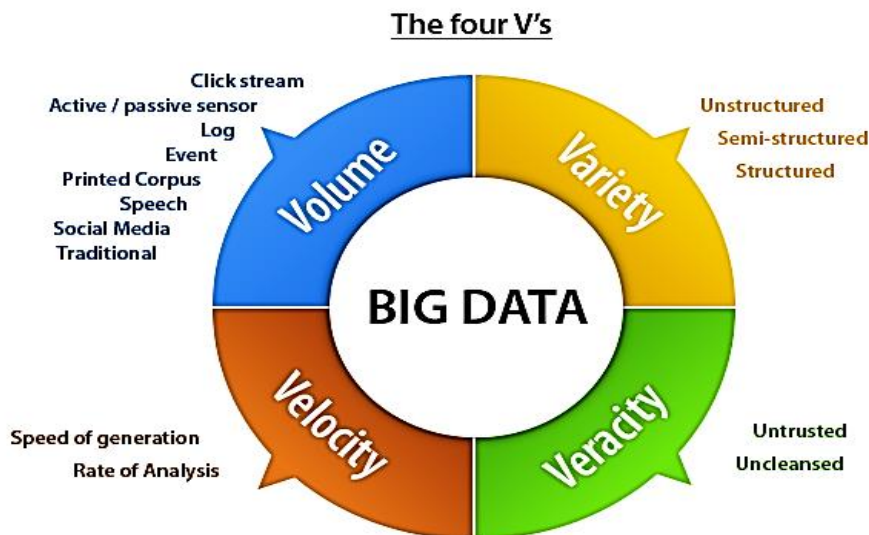 The four V's
Click stream
Active / passive sensor
Log
Event
Printed Corpus
Speech
Social Media
Traditional
Volume
Variety
Unstructured
Semi-structured
Structured
BIG DATA
Velocity
Speed of generation
Rate of Analysis
Veracity
Untrusted
Uncleansed